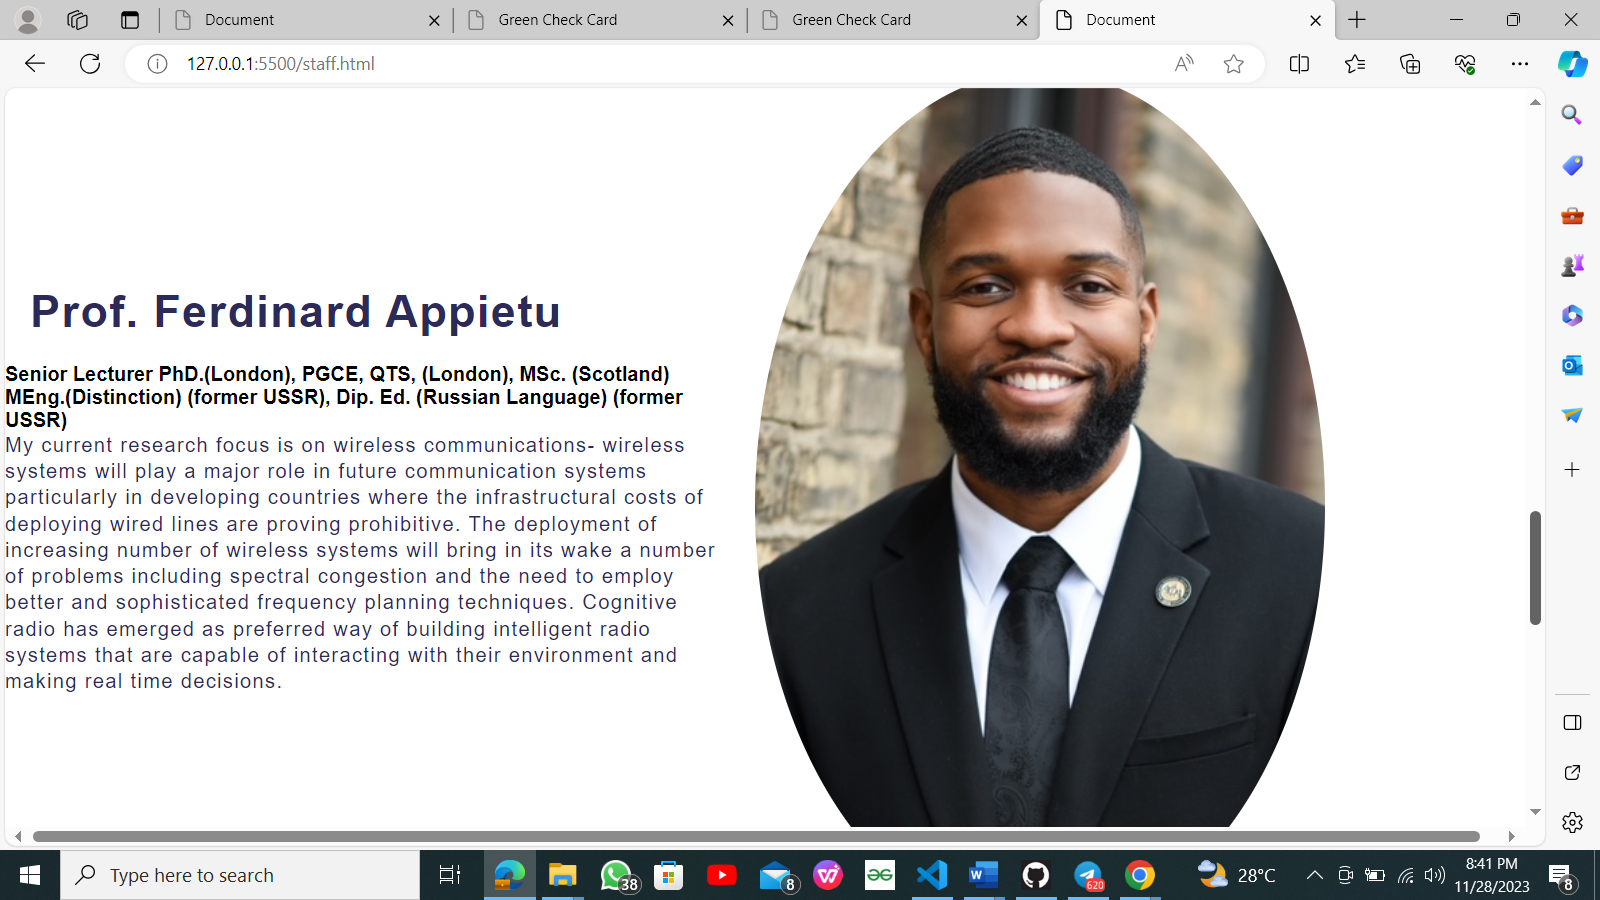 Document
Green Check Card
Green Check Card
Document
127.0.0.1:5500/staff.html
Prof. Ferdinard Appietu
Senior Lecturer PhD.(London), PGCE, QTS, (London), MSc. (Scotland)
MEng.(Distinction) (former USSR), Dip. Ed. (Russian Language) (former
USSR)
My current research focus is on wireless communications- wireless
systems will play a major role in future communication systems
particularly in developing countries where the infrastructural costs of
deploying wired lines are proving prohibitive. The deployment of
increasing number of wireless systems will bring in its wake a number
of problems including spectral congestion and the need to employ
better and sophisticated frequency planning techniques. Cognitive
radio has emerged as preferred way of building intelligent radio
systems that are capable of interacting with their environment and
making real time decisions.
Type here to search
38
8
620
28°C
8:41 PM
11/28/2023
8